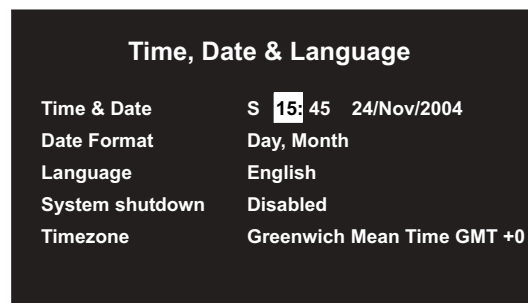 Time, Date & Language
Time & Date S 15: 45 24/Nov/2004
Date Format Day, Month
Language English
System shutdown Disabled
Timezone Greenwich Mean Time GMT +0